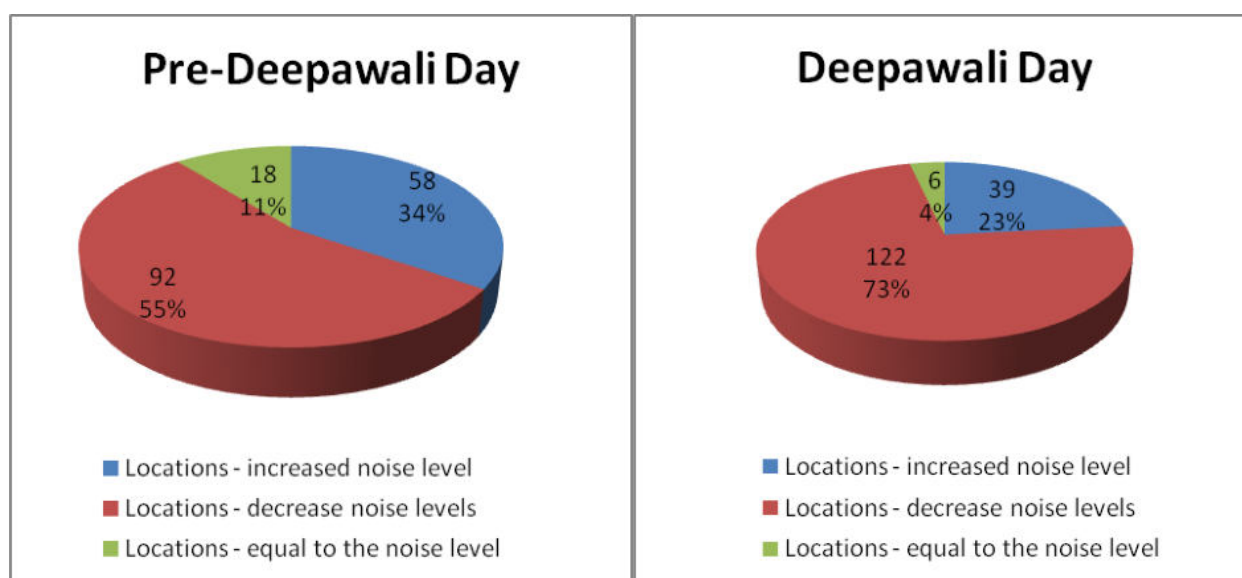 Pre-Deepawali Day
18
11%
58
34%
92
55%
Locations - increased noise level
Locations - decrease noise levels
Locations - equal to the noise level
Deepawali Day
6
4%
39
23%
122
73%
Locations - increased noise level
Locations - decrease noise levels
Locations - equal to the noise level